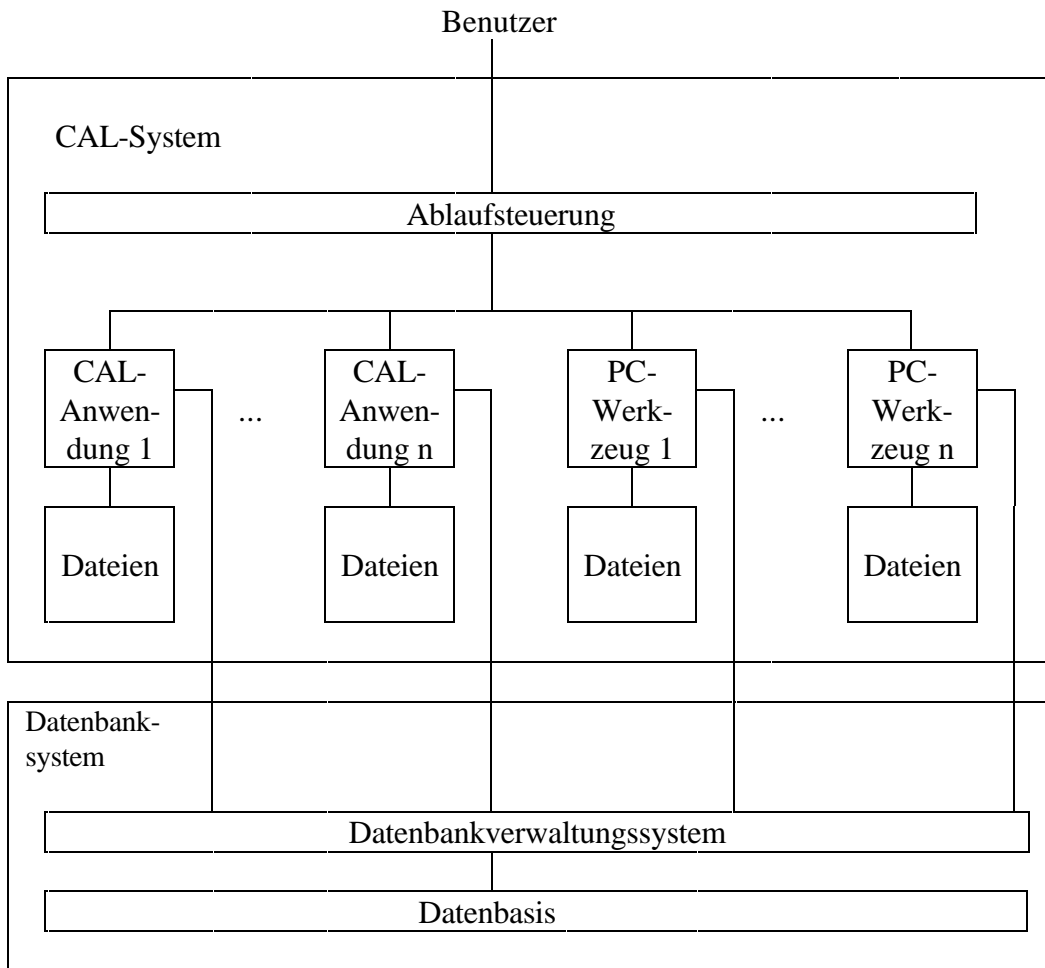 Benutzer
CAL-System
Ablaufsteuerung
CAL-
Anwen-
dung 1
...
CAL-
Anwen-
dung n
PC-
Werk-
zeug 1
...
PC-
Werk-
zeug n
Dateien
Dateien
Dateien
Dateien
Datenbank-
system
Datenbankverwaltungssystem
Datenbasis